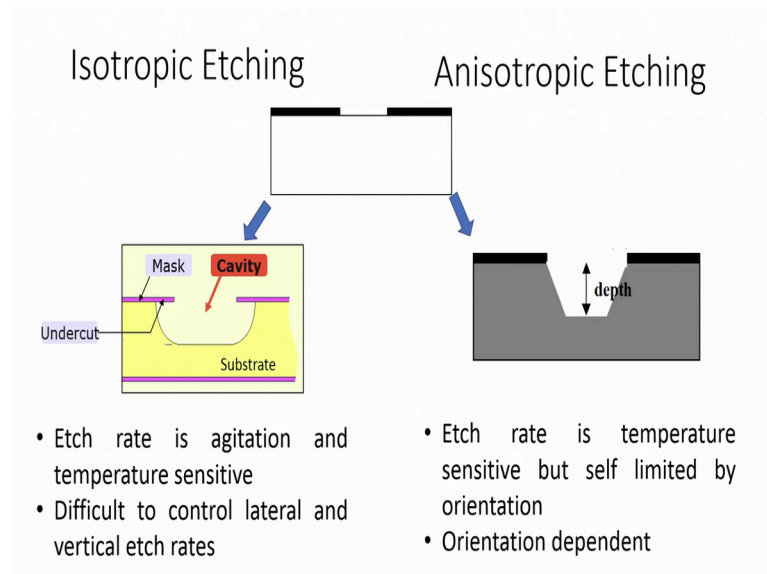 Isotropic Etching
Anisotropic Etching
Mask
Cavity
Undercut
Substrate
depth
• Etch rate is agitation and
temperature sensitive
• Difficult to control lateral and
vertical etch rates
• Etch rate is temperature
sensitive but self limited by
orientation
• Orientation dependent